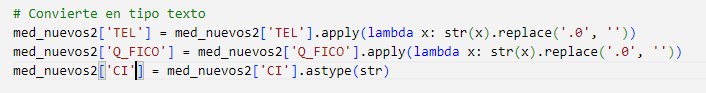 # Convierte en tipo texto
med_nuevos2['TEL'] = med_nuevos2['TEL'].apply(lambda x: str(x).replace('.0', ''))
med_nuevos2['Q_FICO'] = med_nuevos2['Q_FICO'].apply(lambda x: str(x).replace('.0', ''))
med_nuevos2['CI'] = med_nuevos2['CI'].astype(str)